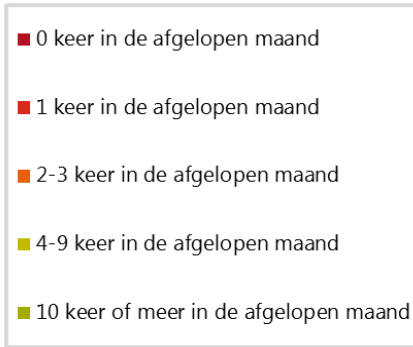 0 keer in de afgelopen maand
1 keer in de afgelopen maand
2-3 keer in de afgelopen maand
4-9 keer in de afgelopen maand
10 keer of meer in de afgelopen maand